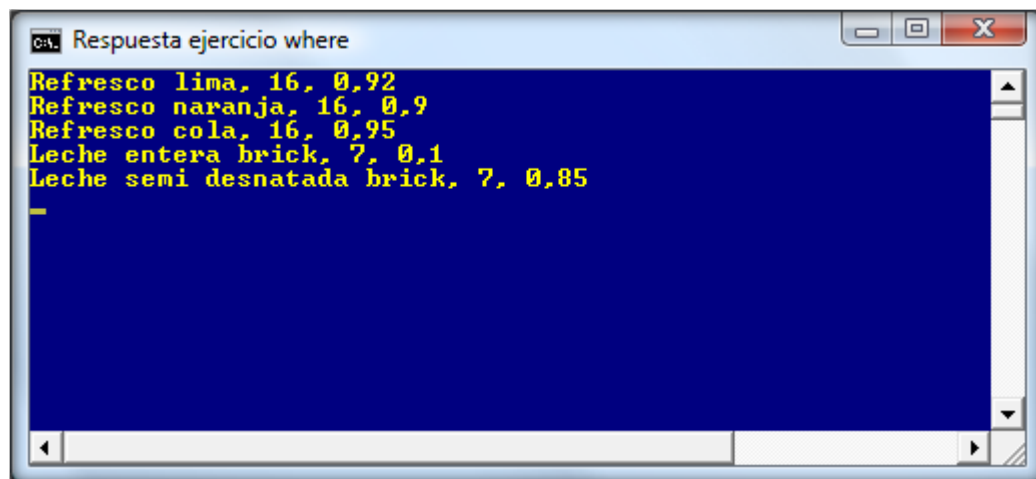 Respuesta ejercicio where
Refresco lima, 16, 0,92
Refresco naranja, 16, 0,9
Refresco cola, 16, 0,95
Leche entera brick, 7, 0,1
Leche semi desnatada brick, 7, 0,85